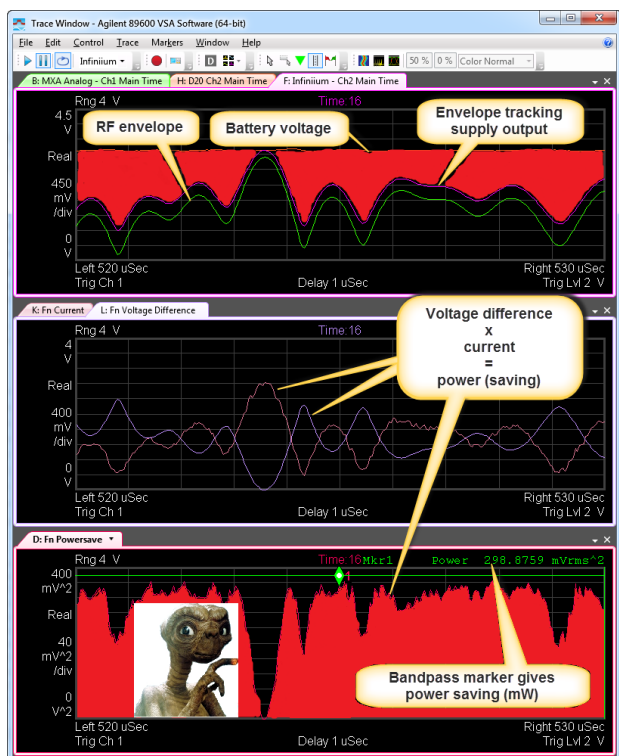 Trace Window - Agilent 89600 VSA Software (64-bit)
File Edit Control Trace Markers Window Help
Infiniium 50 % 0 % Color Normal
B: MXA Analog - Ch1 Main Time H: D20 Ch2 Main Time F: Infiniium - Ch2 Main Time
Rng 4 V Time:16
4.5
V
RF envelope
Battery voltage
Envelope tracking
supply output
Real
450
mV
/div
0
V
Left 520 uSec Right 530 uSec
Trig Ch 1 Delay 1 uSec Trig Lvl 2 V
K: Fn Current L: Fn Voltage Difference
Rng 4 V Time:16
4
V
Voltage difference
x
current
=
power (saving)
Real
400
mV
/div
0
V
Left 520 uSec Right 530 uSec
Trig Ch 1 Delay 1 uSec Trig Lvl 2 V
D: Fn Powersave
Rng 4 V Time:16 Mkr1 Power 298.8759 mVrms^2
400
mV^2
1
Real
40
mV^2
/div
0
V^2
Bandpass marker gives
power saving (mW)
Left 520 uSec Right 530 uSec
Trig Ch 1 Delay 1 uSec Trig Lvl 2 V